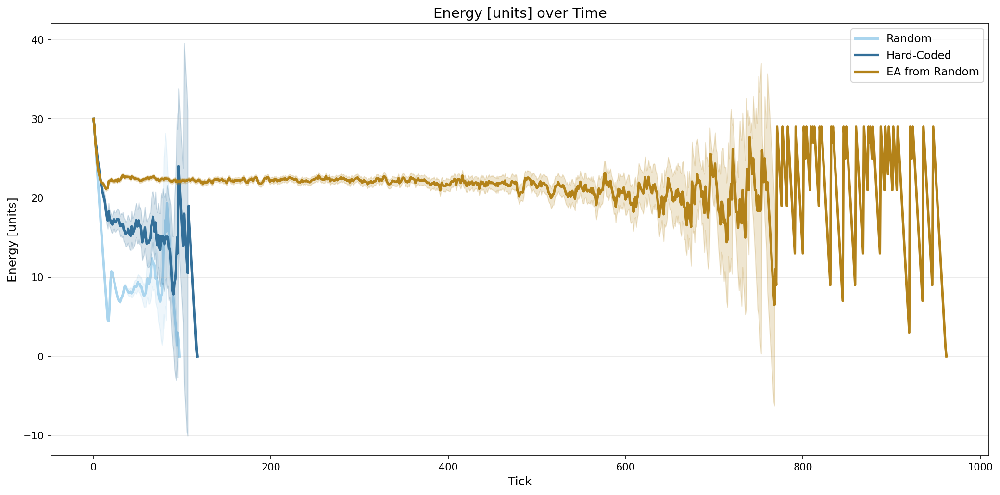 Energy [units] over Time
Random
Hard-Coded
EA from Random
Energy [units]
40
30
20
10
0
−10
0
200
400
600
800
1000
Tick